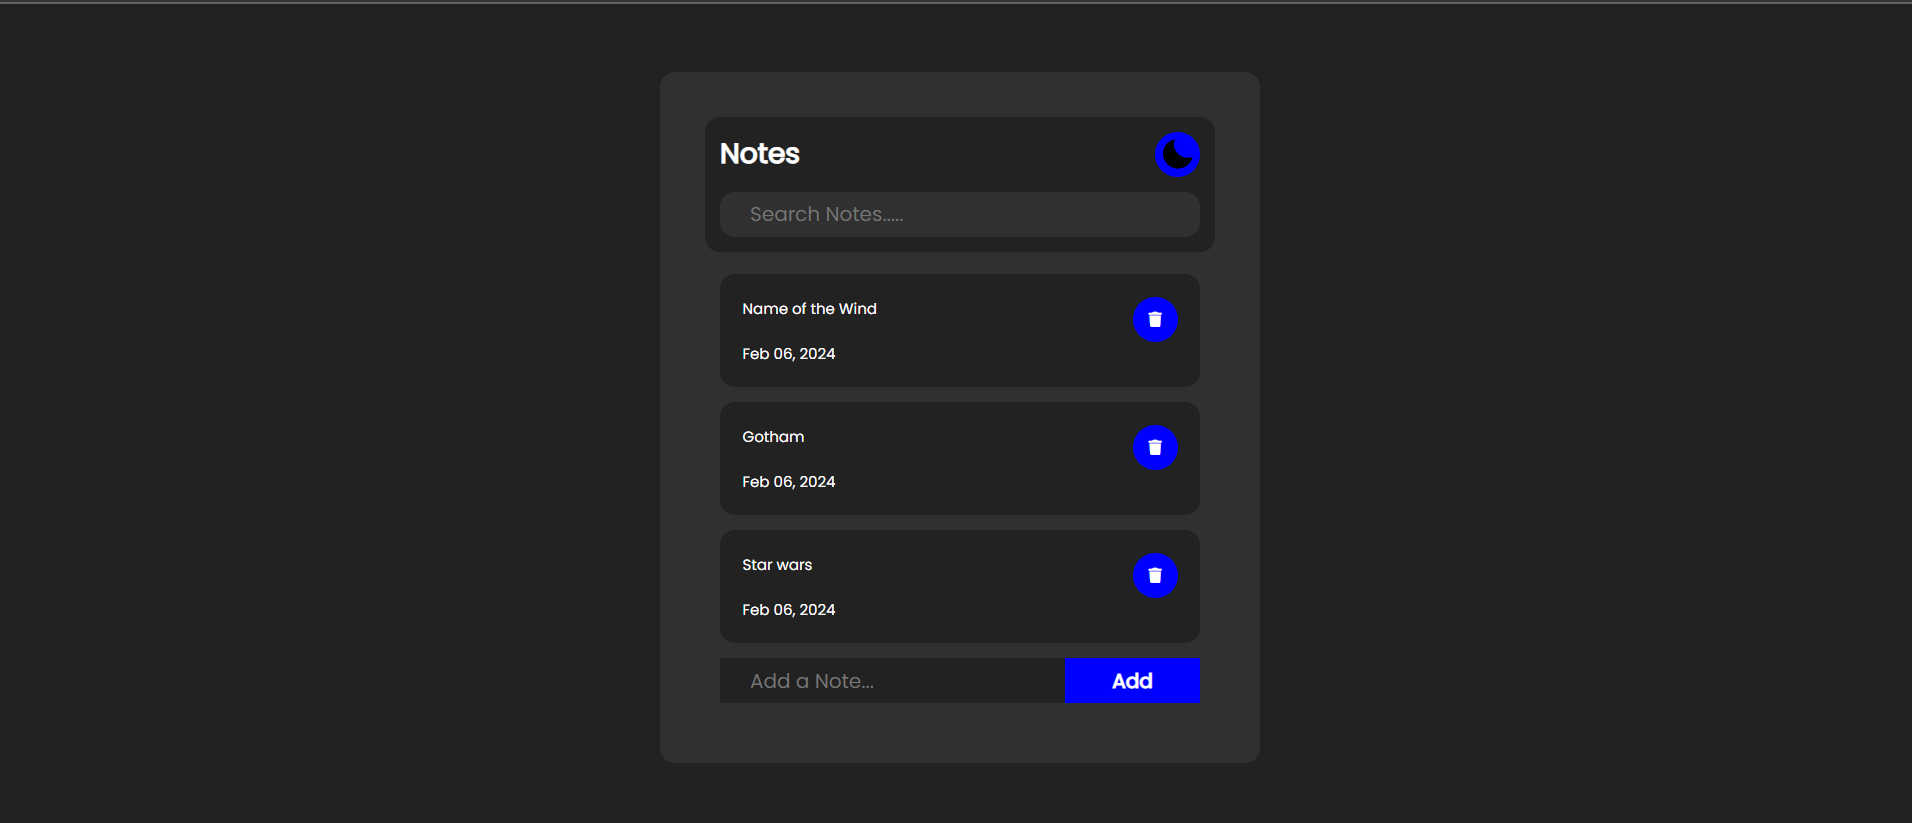 Notes
Search Notes.....
Name of the Wind
Feb 06, 2024
Gotham
Feb 06, 2024
Star wars
Feb 06, 2024
Add a Note...
Add